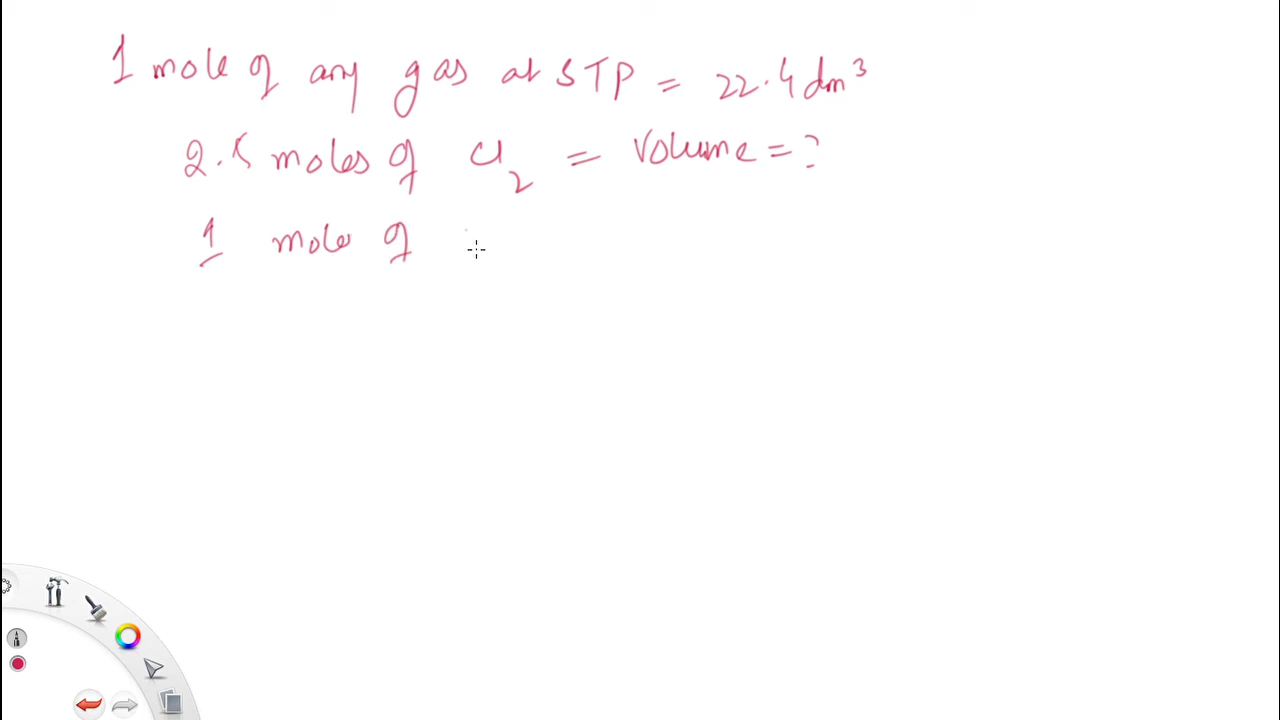 1 mole of any gas at STP = 22.4 dm³
2.5 moles of Cl₂ = Volume = ?
1 mole of